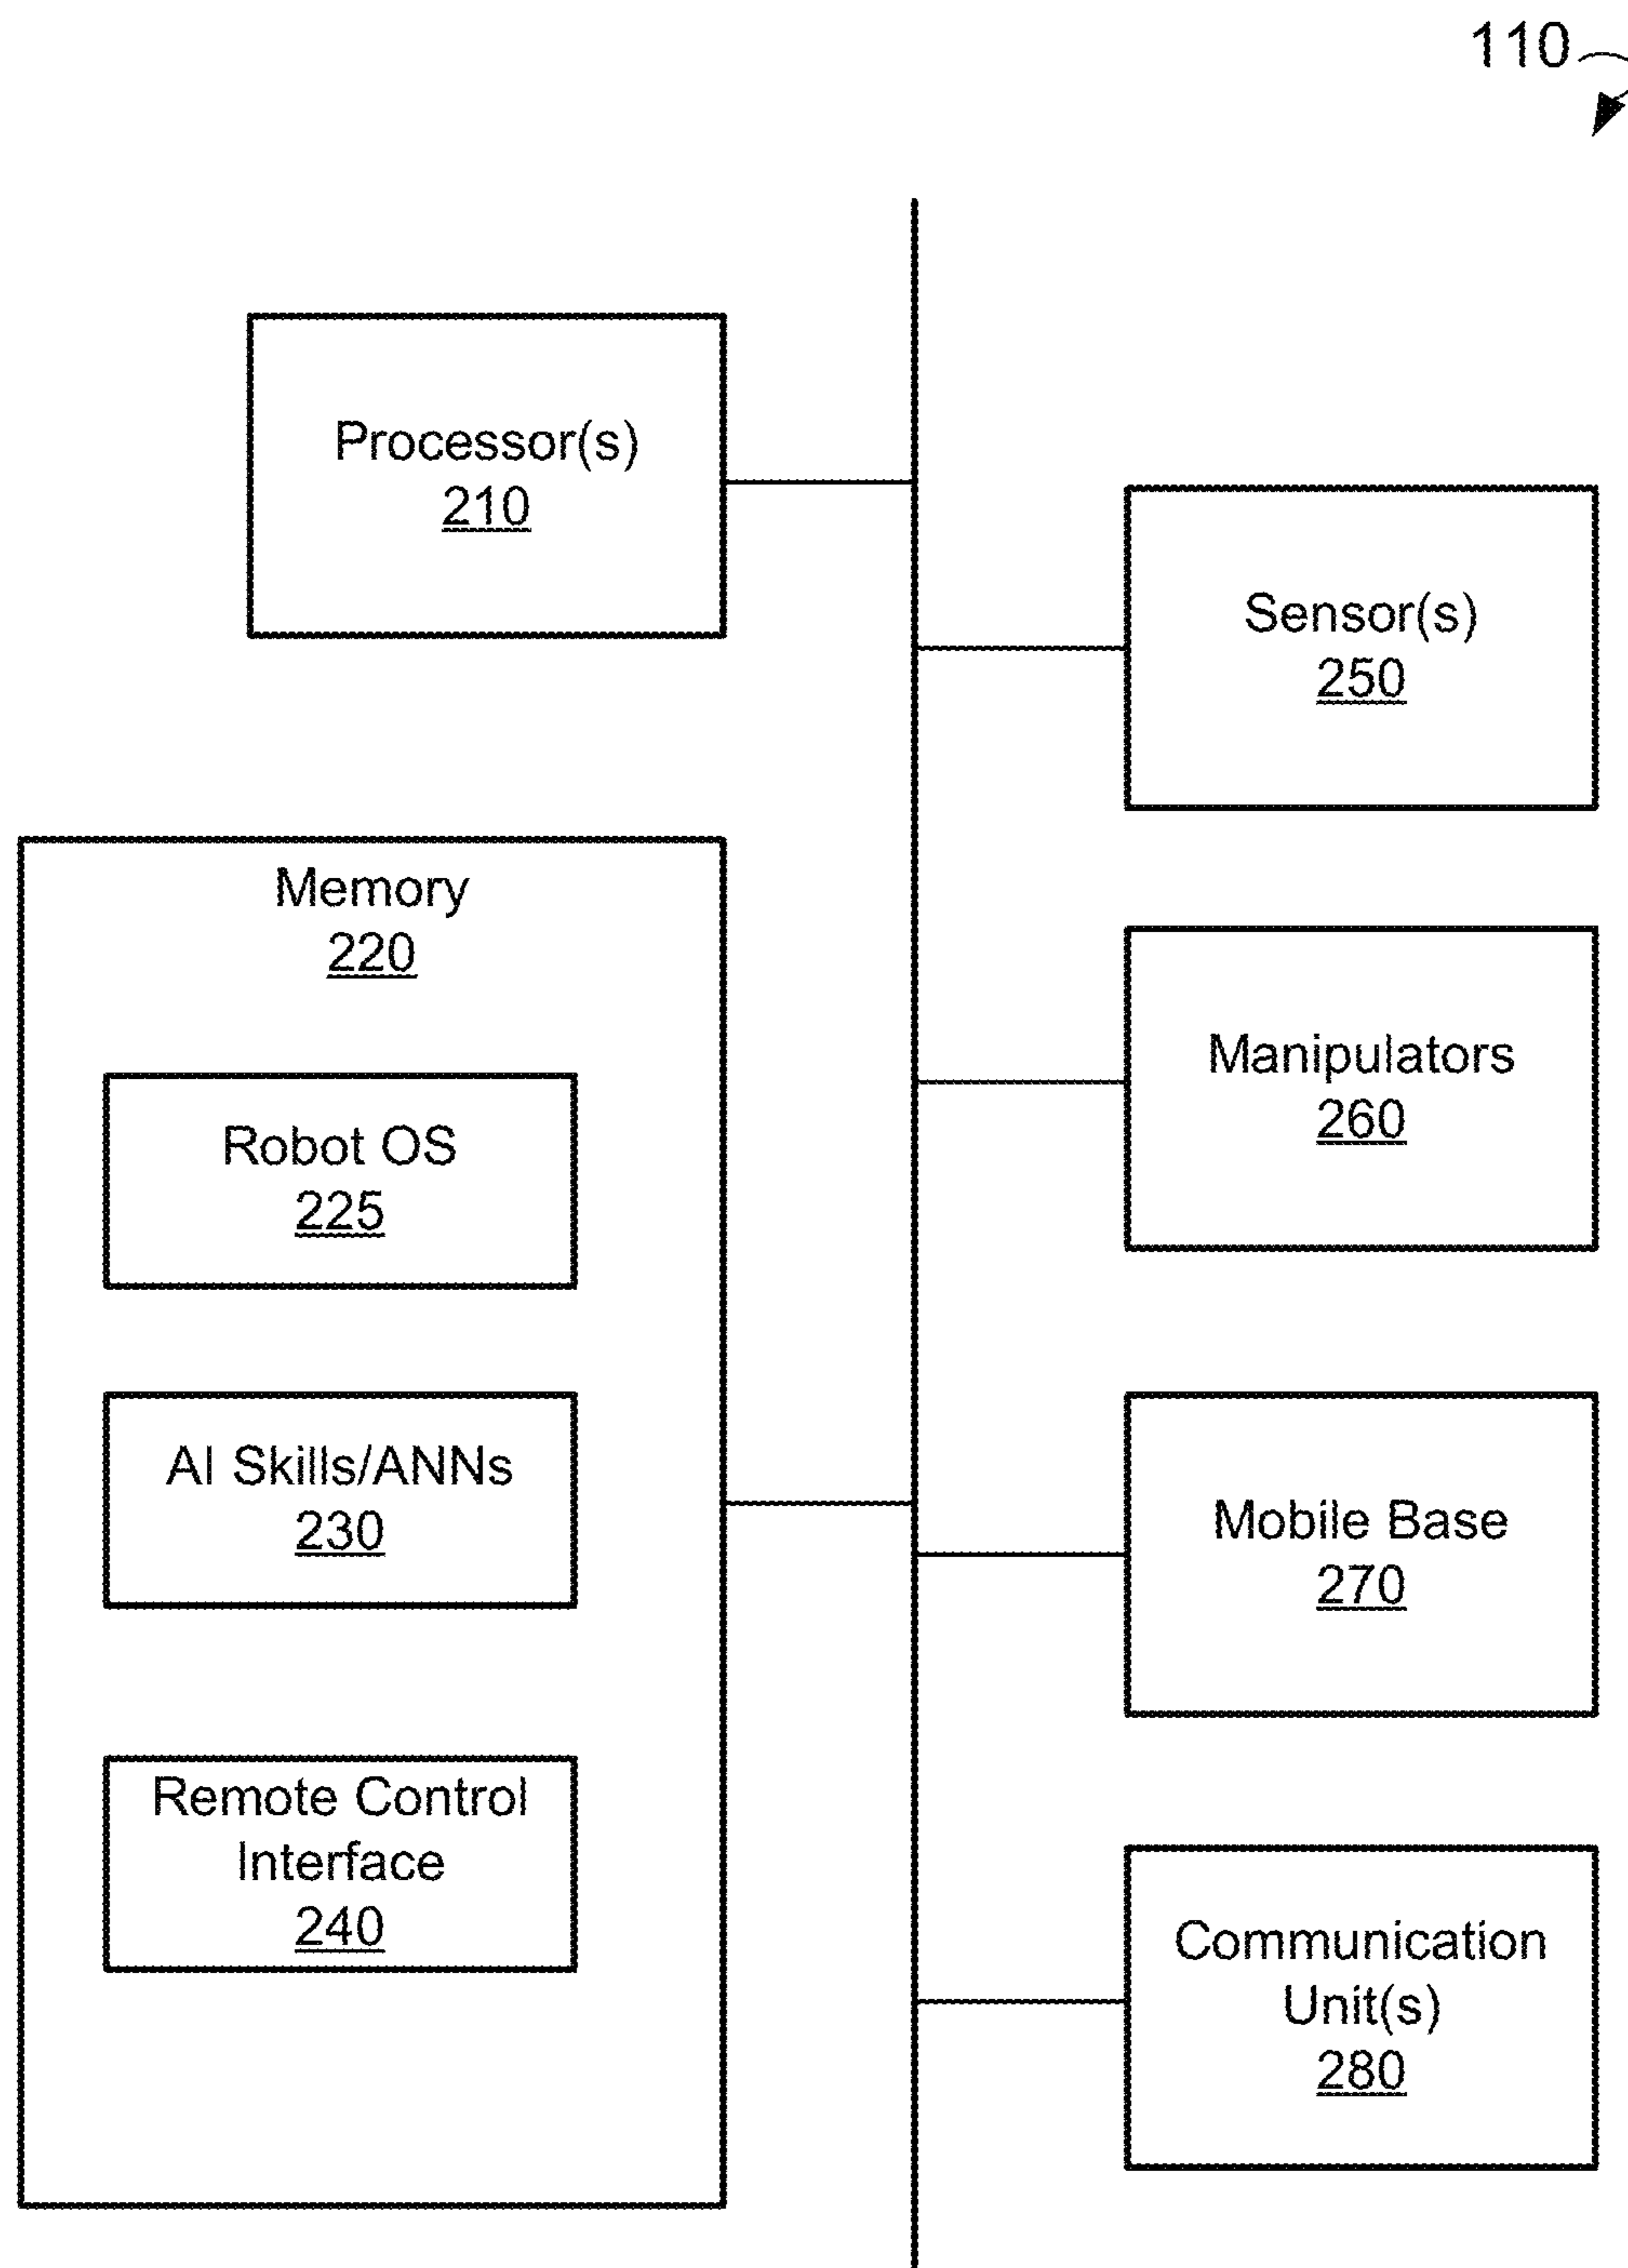 110
Processor(s)
210
Memory
220
Robot OS
225
AI Skills/ANNs
230
Remote Control
Interface
240
Sensor(s)
250
Manipulators
260
Mobile Base
270
Communication
Unit(s)
280